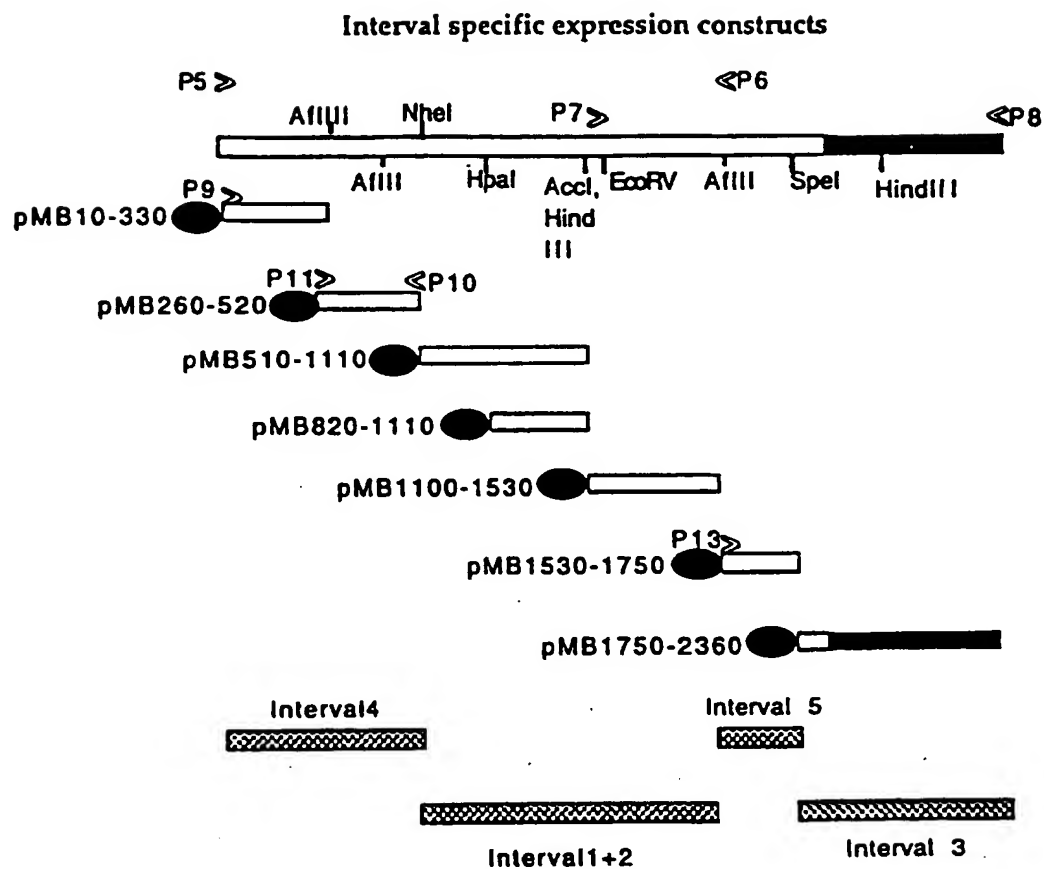 Interval specific expression constructs
P5
P6
AflIII
NheI
P7
P8
AflII
HpaI
AccI,
Hind
III
EcoRV
AflII
SpeI
HindIII
P9
pMB10-330
P11
P10
pMB260-520
pMB510-1110
pMB820-1110
pMB1100-1530
P13
pMB1530-1750
pMB1750-2360
Interval4
Interval 5
Interval1+2
Interval 3